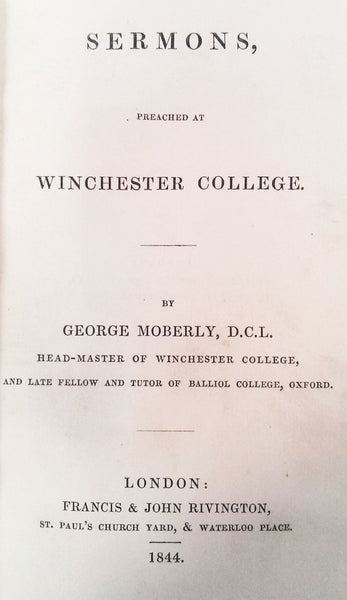 SERMONS,
PREACHED AT
WINCHESTER COLLEGE.
BY
GEORGE MOBERLY, D.C.L.
HEAD-MASTER OF WINCHESTER COLLEGE,
AND LATE FELLOW AND TUTOR OF BALLIOL COLLEGE, OXFORD.
LONDON:
FRANCIS & JOHN RIVINGTON,
ST. PAUL'S CHURCH YARD, & WATERLOO PLACE.
1844.